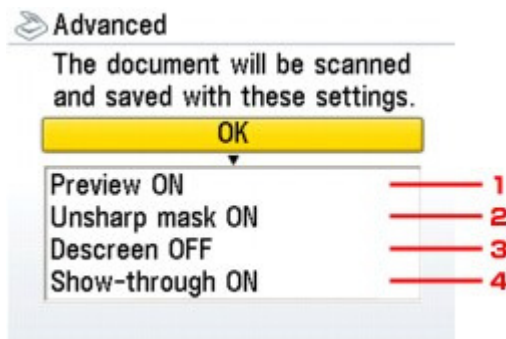 Advanced
The document will be scanned
and saved with these settings.
OK
Preview ON 1
Unsharp mask ON 2
Descreen OFF 3
Show-through ON 4